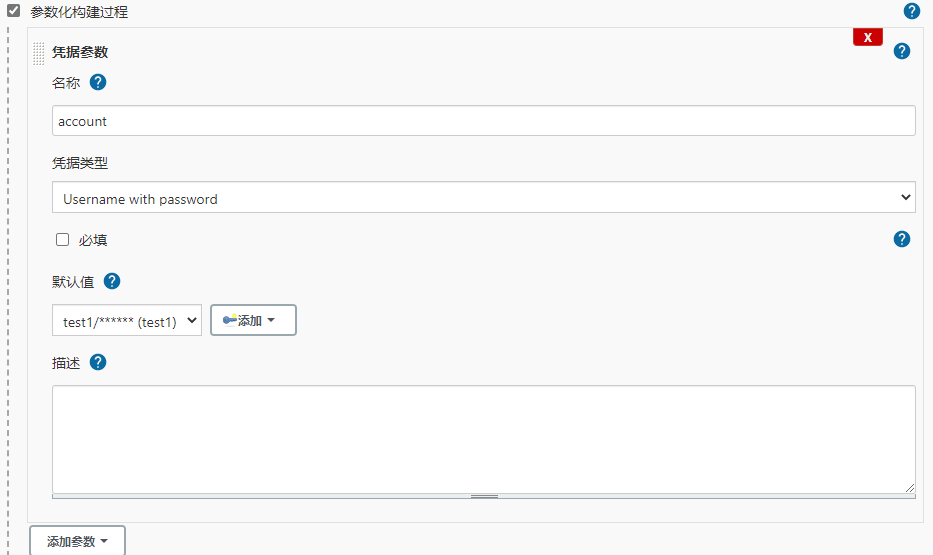 参数化构建过程
X
凭据参数
名称
account
凭据类型
Username with password
必填
默认值
test1/****** (test1)
添加
描述
添加参数